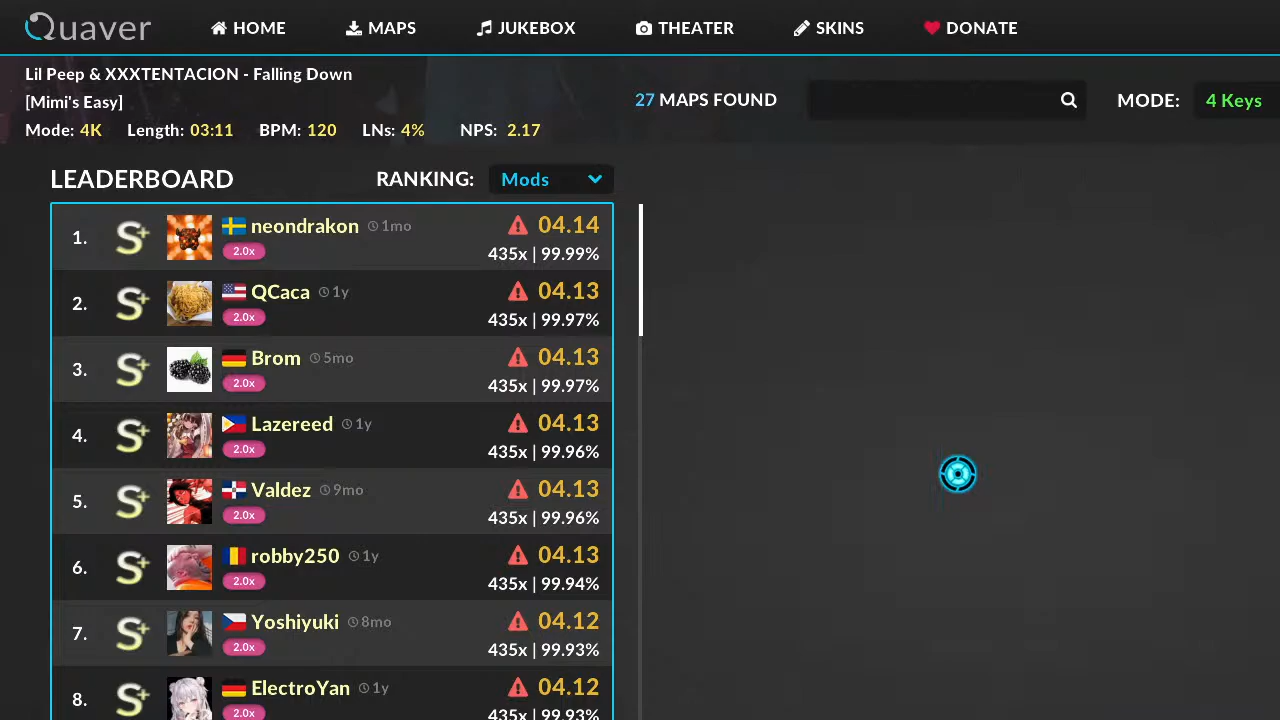 Quaver HOME MAPS JUKEBOX THEATER SKINS DONATE
Lil Peep & XXXTENTACION - Falling Down
[Mimi's Easy]
Mode: 4K Length: 03:11 BPM: 120 LNs: 4% NPS: 2.17
27 MAPS FOUND
MODE: 4 Keys
LEADERBOARD RANKING: Mods
1. S+ neondrakon 1mo 04.14
2.0x 435x | 99.99%
2. S+ QCaca 1y 04.13
2.0x 435x | 99.97%
3. S+ Brom 5mo 04.13
2.0x 435x | 99.97%
4. S+ Lazereed 1y 04.13
2.0x 435x | 99.96%
5. S+ Valdez 9mo 04.13
2.0x 435x | 99.96%
6. S+ robby250 1y 04.13
2.0x 435x | 99.94%
7. S+ Yoshiyuki 8mo 04.12
2.0x 435x | 99.93%
8. S+ ElectroYan 1y 04.12
2.0x 435x | 99.93%